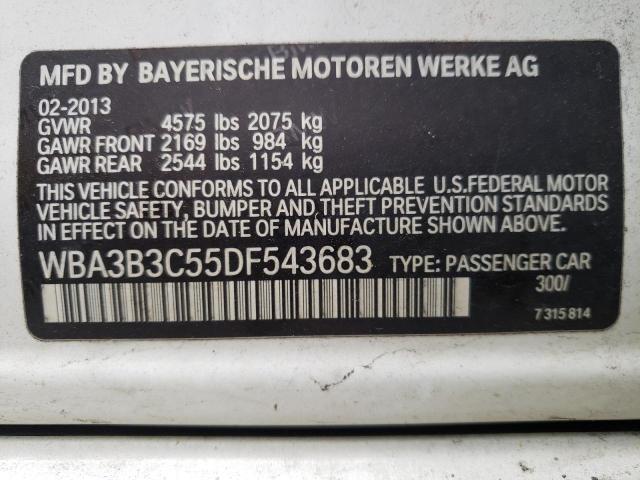 MFD BY BAYERISCHE MOTOREN WERKE AG
02-2013
GVWR 4575 lbs 2075 kg
GAWR FRONT 2169 lbs 984 kg
GAWR REAR 2544 lbs 1154 kg
THIS VEHICLE CONFORMS TO ALL APPLICABLE U.S.FEDERAL MOTOR
VEHICLE SAFETY, BUMPER AND THEFT PREVENTION STANDARDS
IN EFFECT ON THE DATE OF MANUFACTURE SHOWN ABOVE.
WBA3B3C55DF543683 TYPE: PASSENGER CAR
300/
7315814